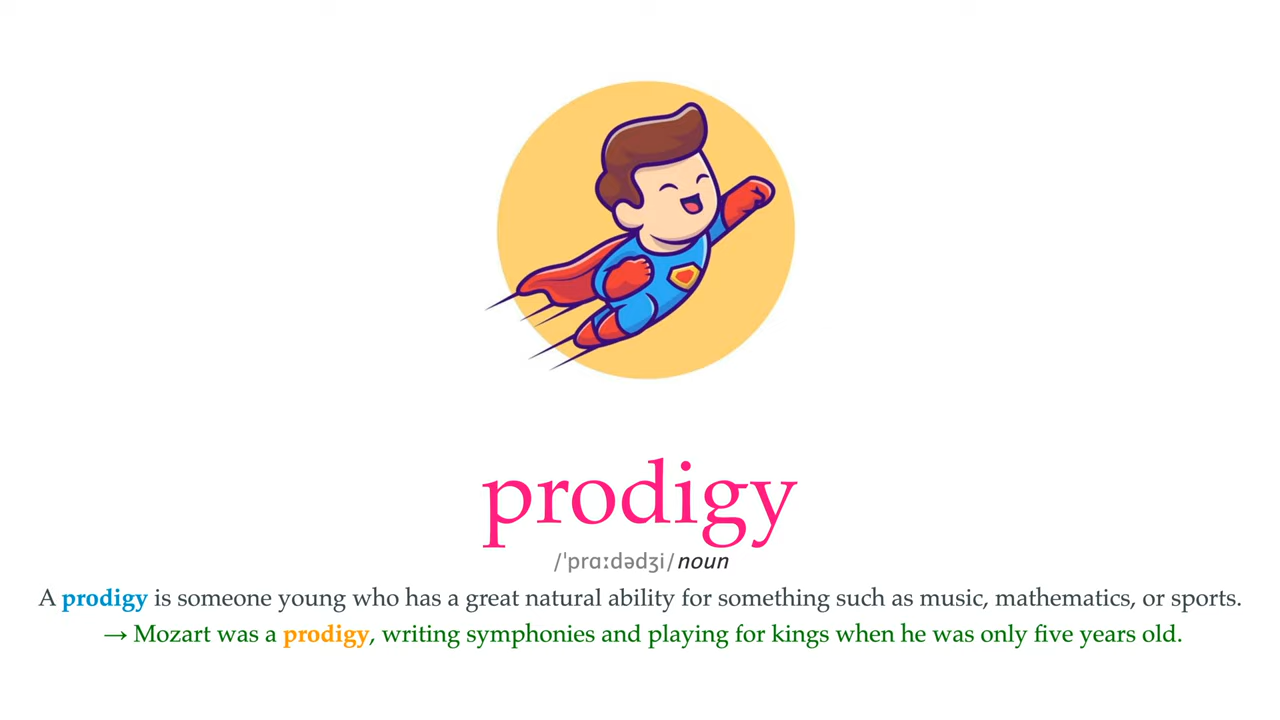 prodigy
/ˈprɑːdədʒi/noun
A prodigy is someone young who has a great natural ability for something such as music, mathematics, or sports.
→ Mozart was a prodigy, writing symphonies and playing for kings when he was only five years old.